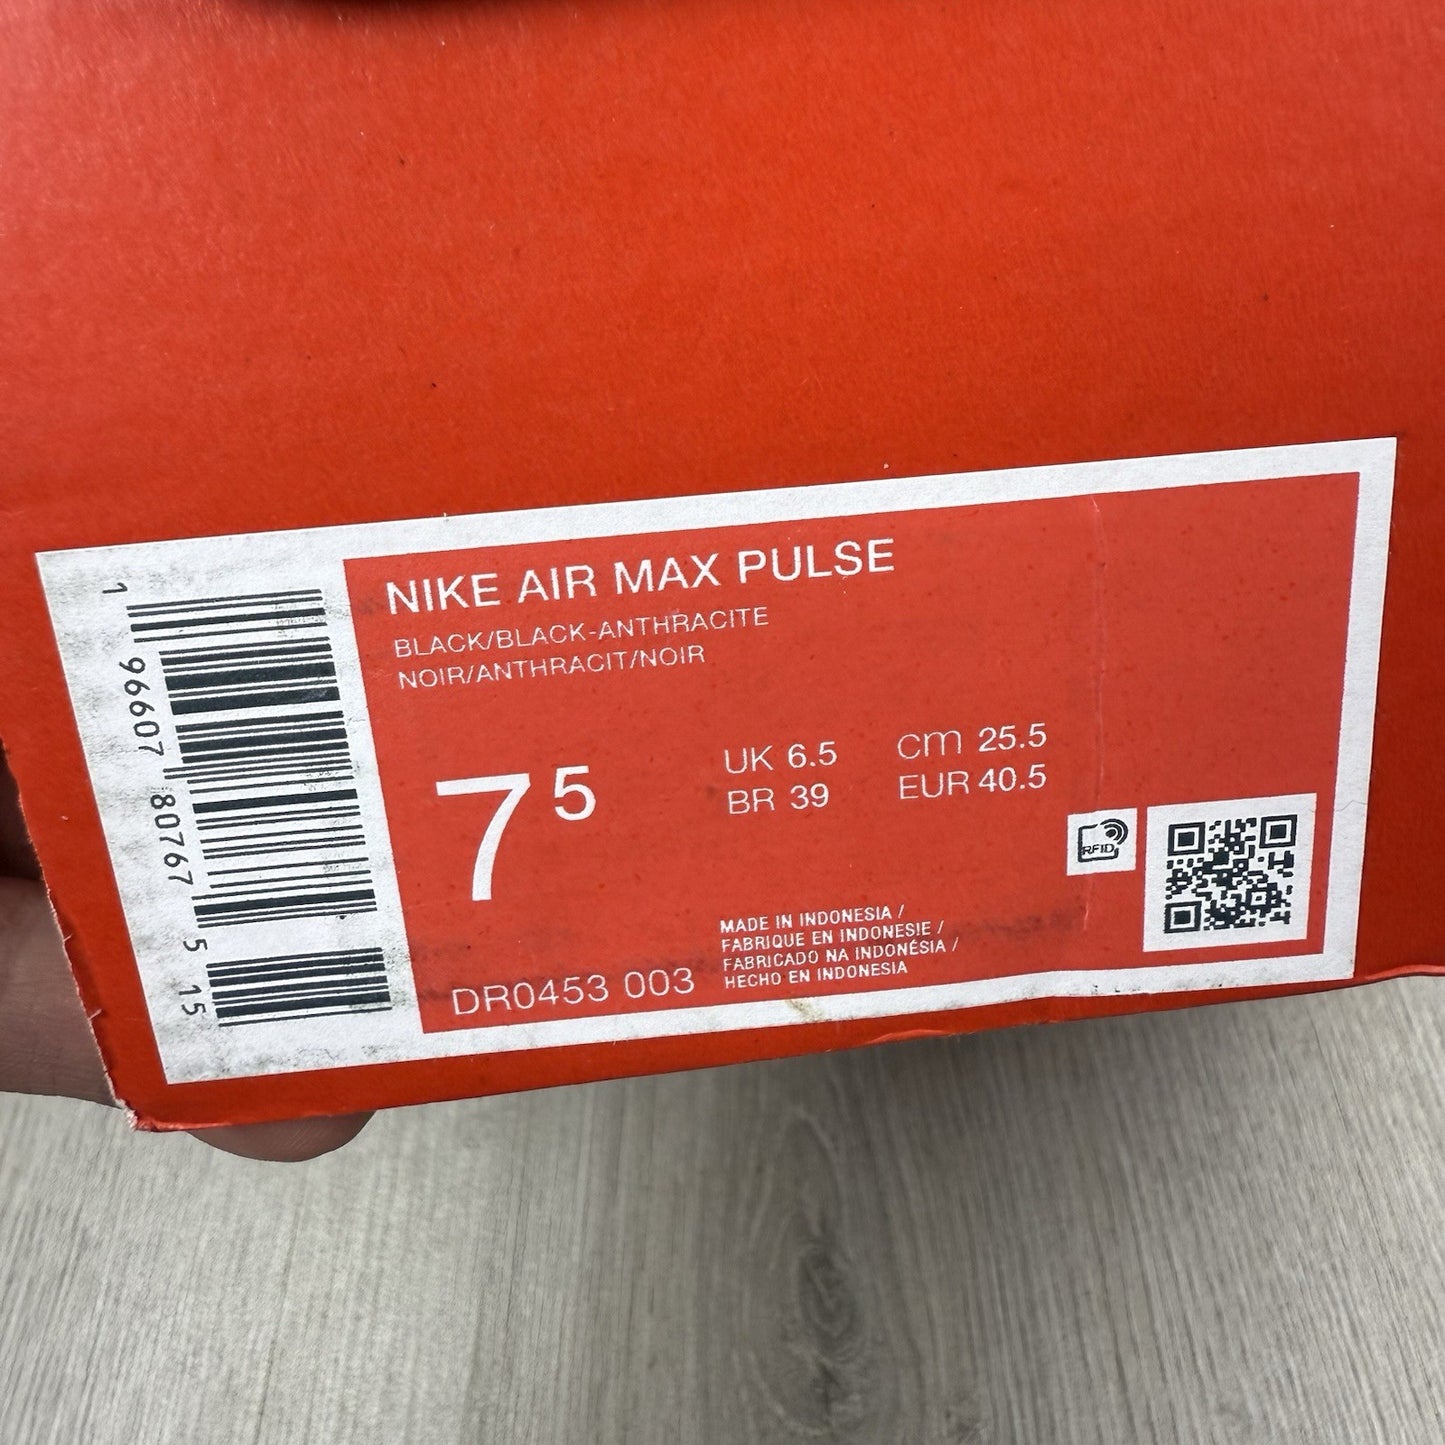 NIKE AIR MAX PULSE
BLACK/BLACK-ANTHRACITE
NOIR/ANTHRACIT/NOIR
7 5
UK 6.5 cm 25.5
BR 39 EUR 40.5
RFID
MADE IN INDONESIA /
FABRIQUE EN INDONESIE /
FABRICADO NA INDONÉSIA /
HECHO EN INDONESIA
DR0453 003
1 96607 80767 5 15